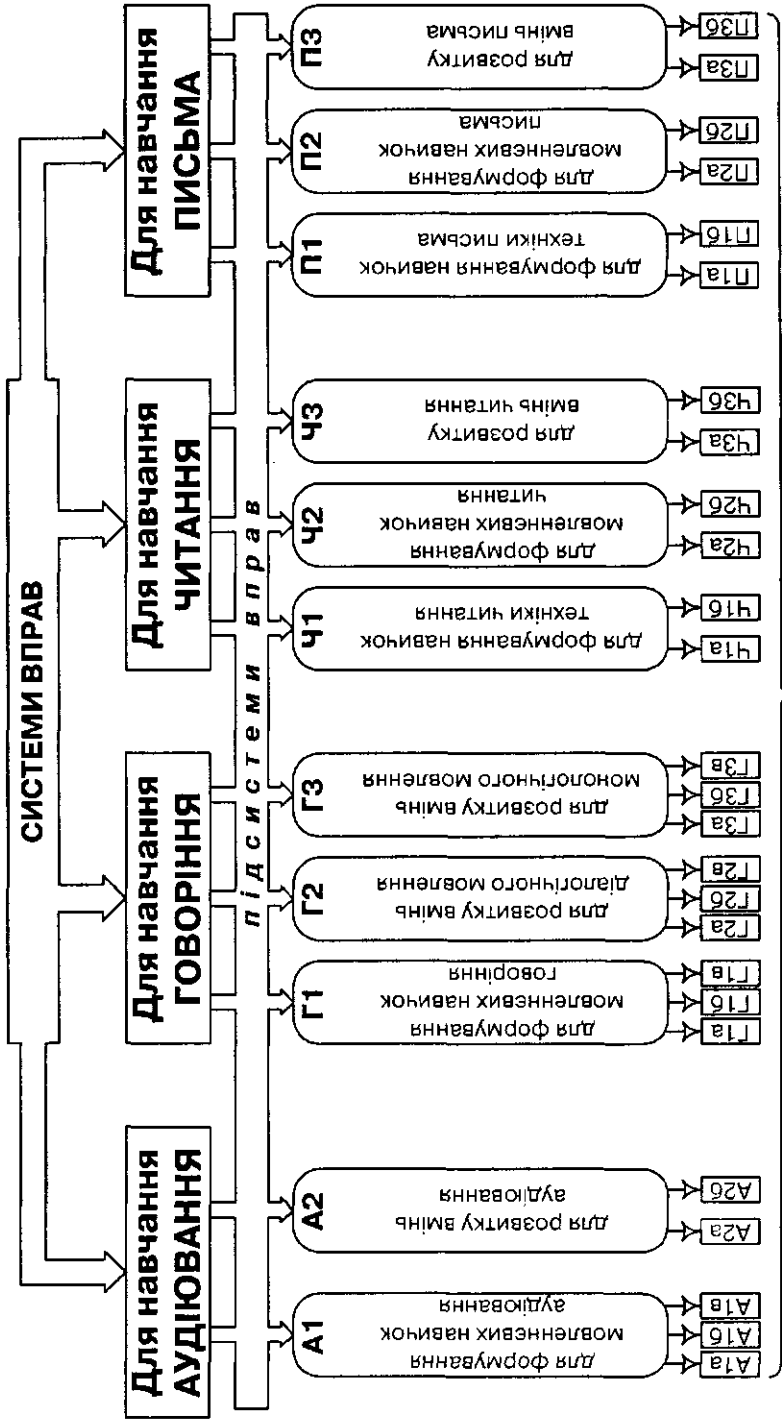 СИСТЕМИ ВПРАВ
Для навчання
АУДІЮВАННЯ
Для навчання
ГОВОРІННЯ
Для навчання
ЧИТАННЯ
Для навчання
ПИСЬМА
підсистеми вправ
А1
для формування
мовленнєвих навичок
аудіювання
А2
для розвитку вмінь
аудіювання
Г1
для формування
мовленнєвих навичок
говоріння
Г2
для розвитку вмінь
діалогічного мовлення
Г3
для розвитку вмінь
монологічного мовлення
Ч1
для формування навичок
техніки читання
Ч2
для формування
мовленнєвих навичок
читання
Ч3
для розвитку
вмінь читання
П1
для формування навичок
техніки письма
П2
для формування
мовленнєвих навичок
письма
П3
для розвитку
вмінь письма
А1а
А1б
А1в
А2а
А2б
Г1а
Г1б
Г1в
Г2а
Г2б
Г2в
Г3а
Г3б
Г3в
Ч1а
Ч1б
Ч2а
Ч2б
Ч3а
Ч3б
П1а
П1б
П2а
П2б
П3а
П3б